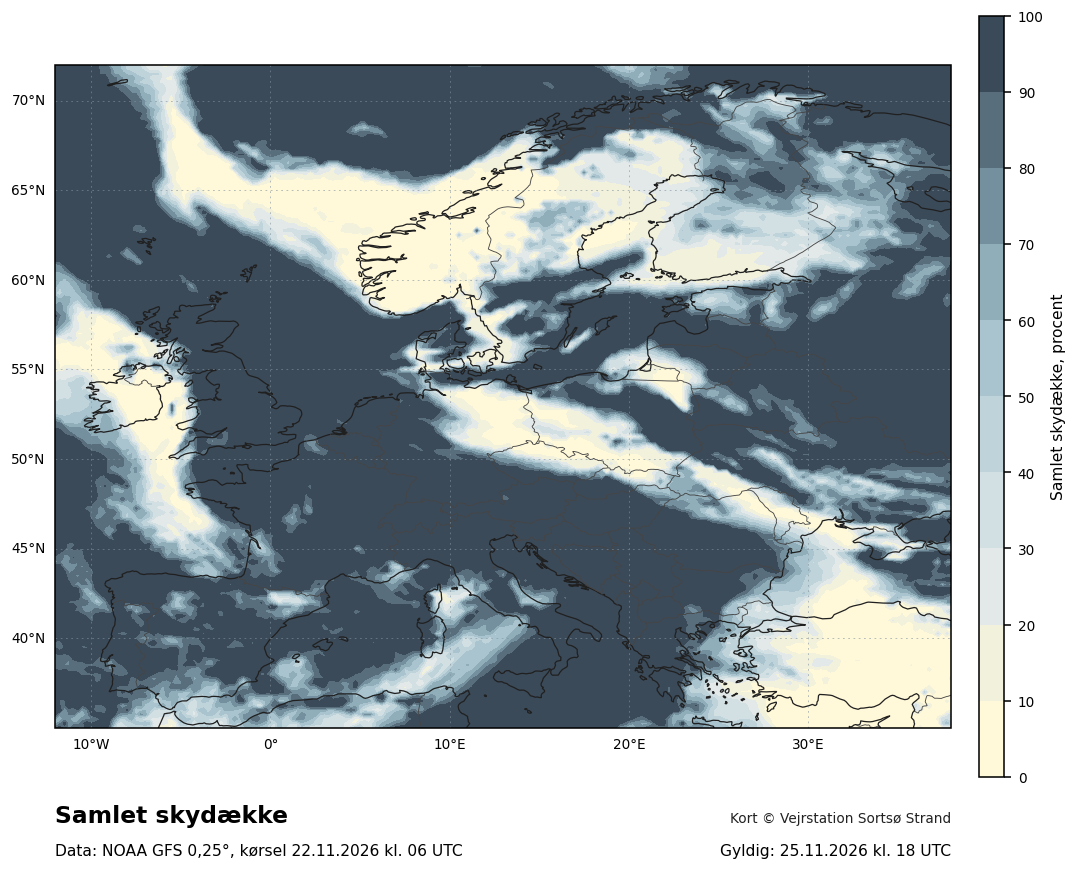 100
90
80
70
60
50
40
30
20
10
0
Samlet skydække, procent
70°N
65°N
60°N
55°N
50°N
45°N
40°N
10°W
0°
10°E
20°E
30°E
Samlet skydække
Kort © Vejrstation Sortsø Strand
Data: NOAA GFS 0,25°, kørsel 22.11.2026 kl. 06 UTC
Gyldig: 25.11.2026 kl. 18 UTC